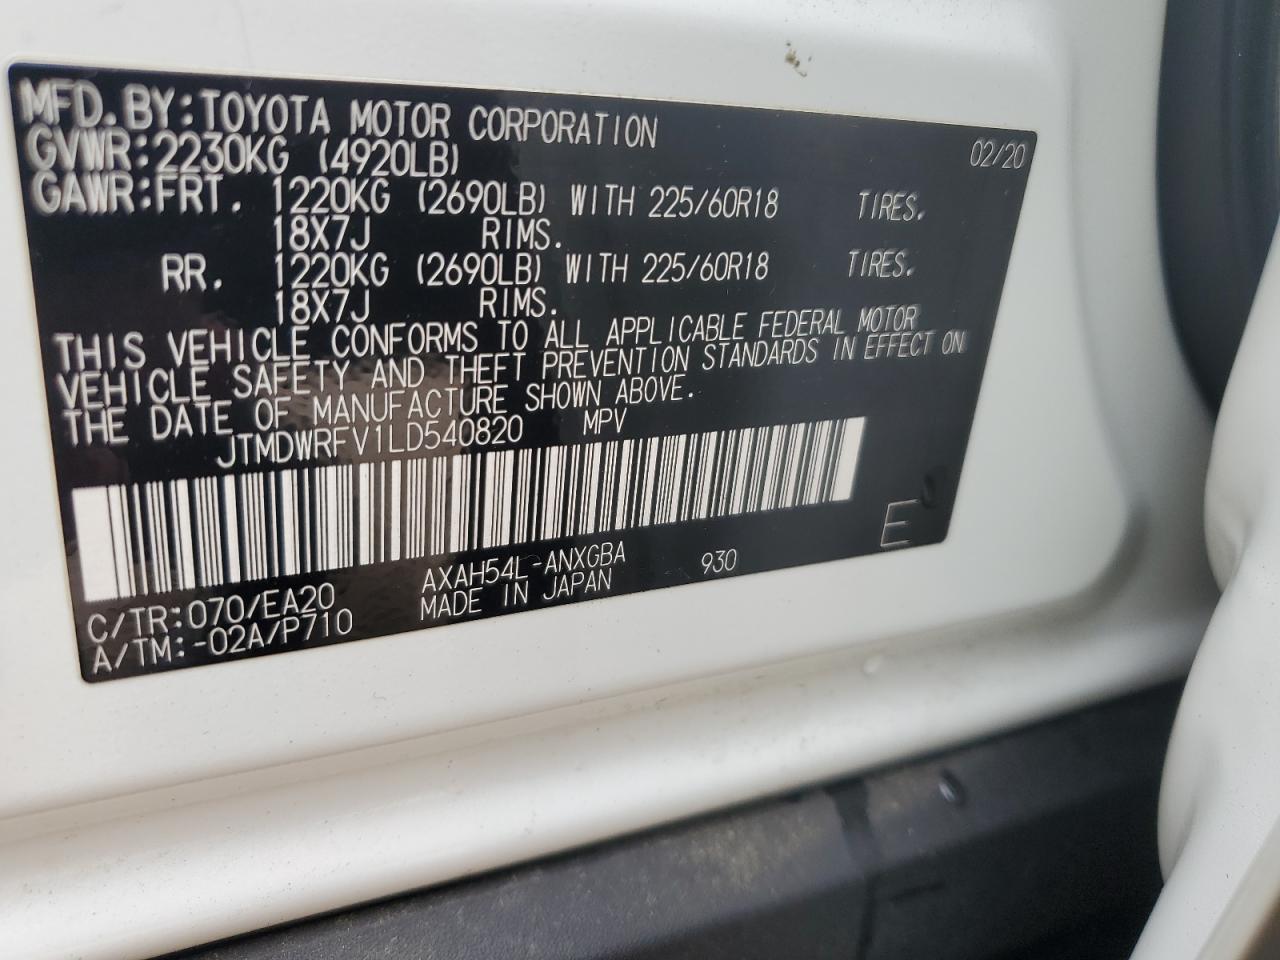 MFD.BY:TOYOTA MOTOR CORPORATION 02/20
GVWR:2230KG (4920LB)
GAWR:FRT. 1220KG (2690LB) WITH 225/60R18 TIRES.
18X7J RIMS.
RR. 1220KG (2690LB) WITH 225/60R18 TIRES.
18X7J RIMS.
THIS VEHICLE CONFORMS TO ALL APPLICABLE FEDERAL MOTOR
VEHICLE SAFETY AND THEFT PREVENTION STANDARDS IN EFFECT ON
THE DATE OF MANUFACTURE SHOWN ABOVE.
JTMDWRFV1LD540820 MPV
E
C/TR:070/EA20 AXAH54L-ANXGBA 930
A/TM:-02A/P710 MADE IN JAPAN